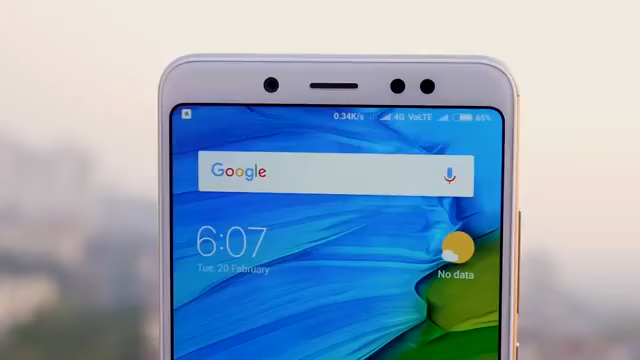 0.34K/s 4G VoLTE 65%
Google
6:07
Tue. 20 February
No data